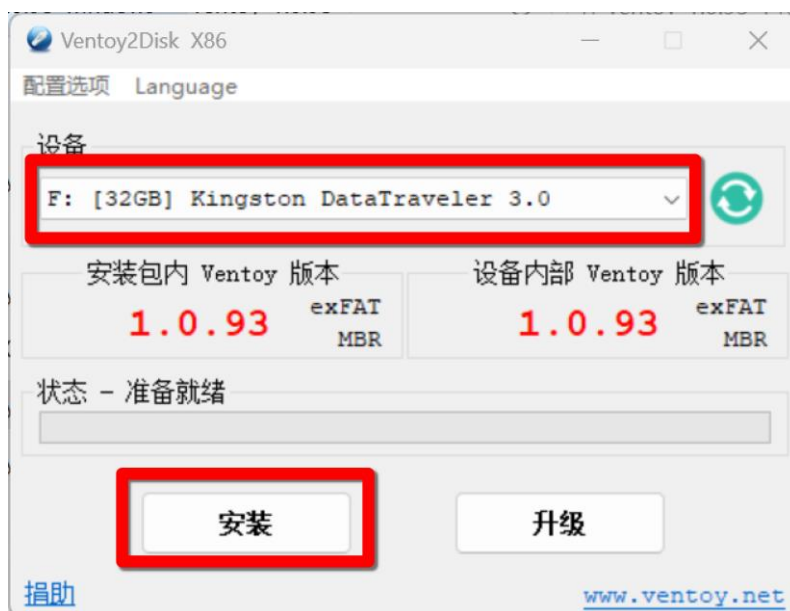 Ventoy2Disk X86
配置选项 Language
设备
F: [32GB] Kingston DataTraveler 3.0
安装包内 Ventoy 版本
1.0.93 exFAT
MBR
设备内部 Ventoy 版本
1.0.93 exFAT
MBR
状态 - 准备就绪
安装 升级
捐助 www.ventoy.net